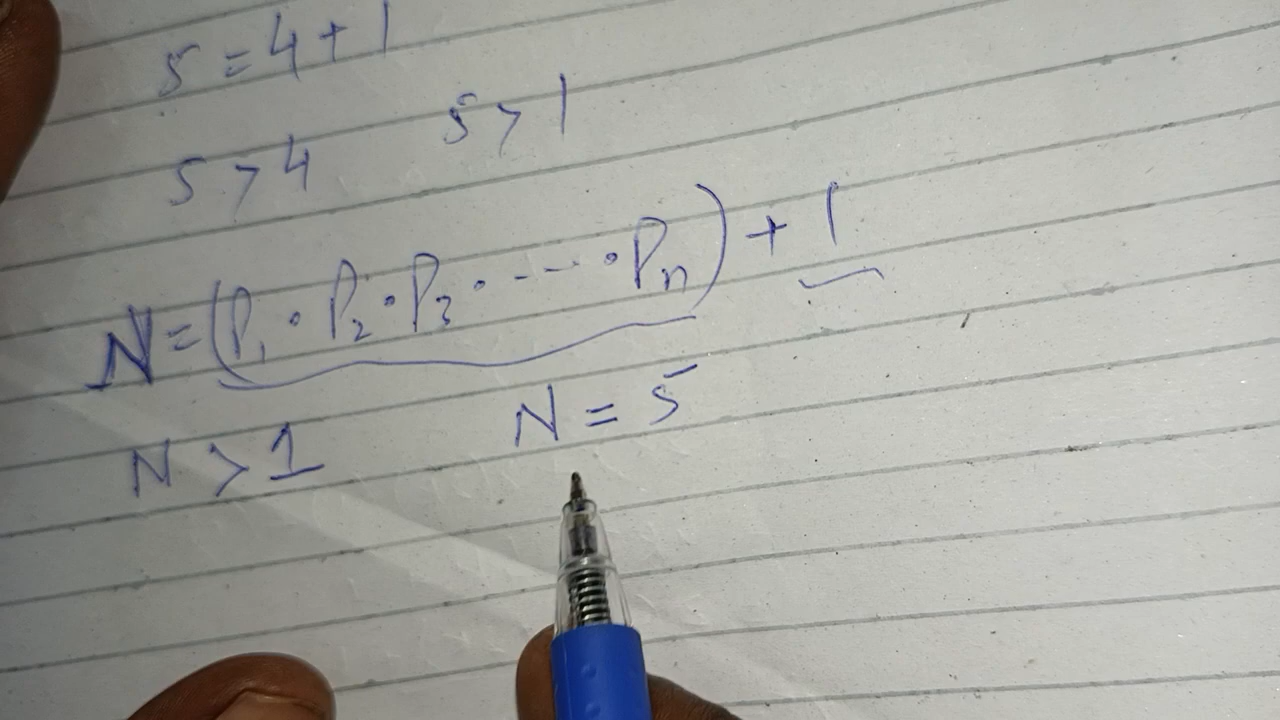 5 = 4 + 1
5 > 4 5 > 1
N = (P₁ · P₂ · P₃ · ---- · Pₙ) + 1
N > 1 N = 5